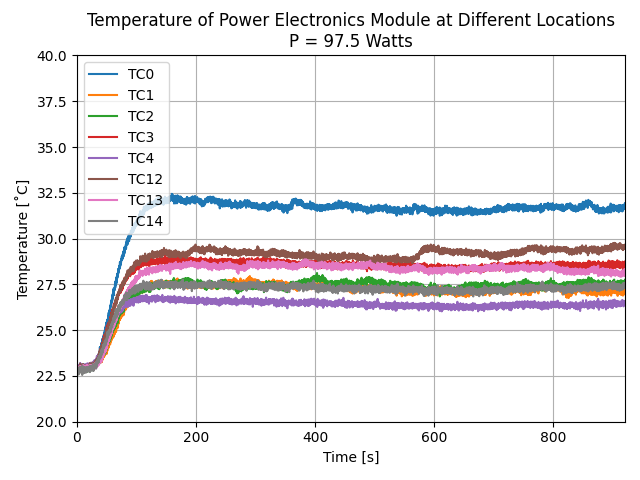 Temperature of Power Electronics Module at Different Locations
P = 97.5 Watts
40.0
37.5
35.0
32.5
30.0
27.5
25.0
22.5
20.0
Temperature [°C]
TC0
TC1
TC2
TC3
TC4
TC12
TC13
TC14
0
200
400
600
800
Time [s]